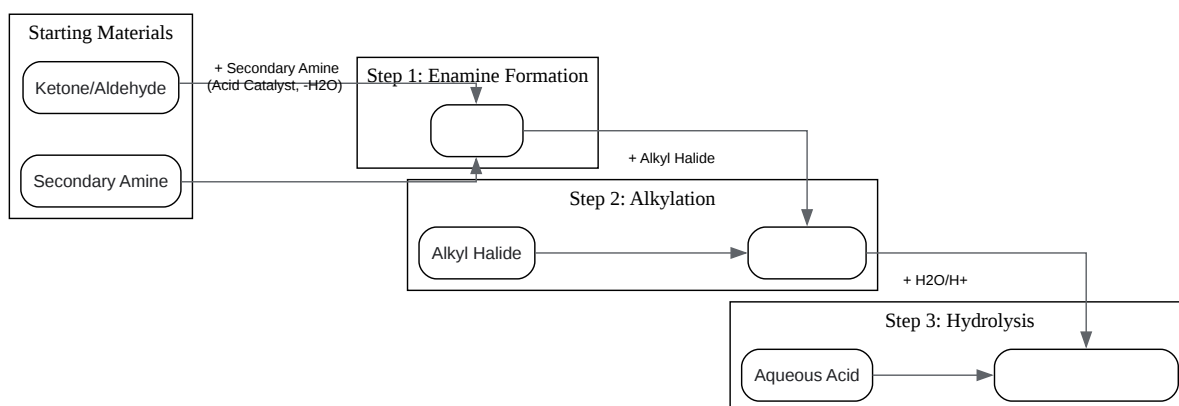 Starting Materials
Ketone/Aldehyde
Secondary Amine
+ Secondary Amine
(Acid Catalyst, -H2O)
Step 1: Enamine Formation
+ Alkyl Halide
Step 2: Alkylation
Alkyl Halide
+ H2O/H+
Step 3: Hydrolysis
Aqueous Acid